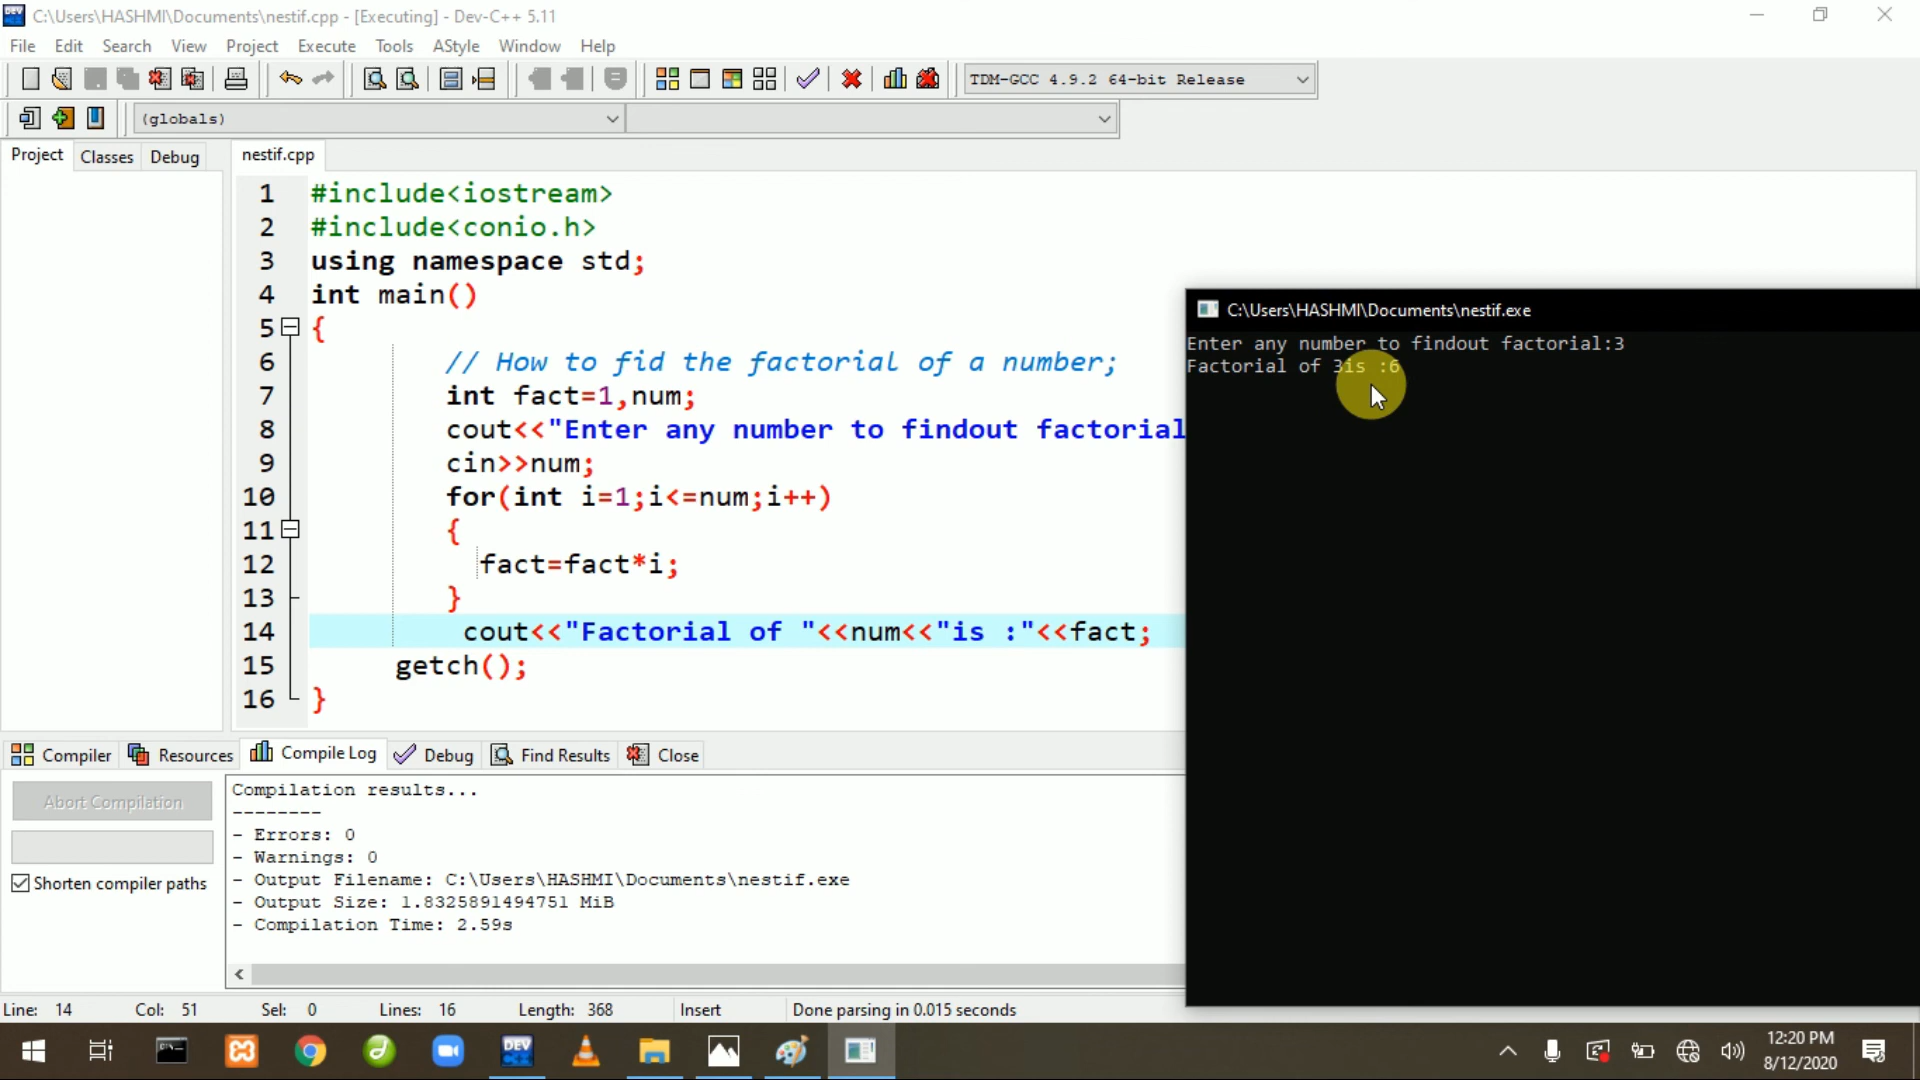 C:\Users\HASHMI\Documents\nestif.cpp - [Executing] - Dev-C++ 5.11
File Edit Search View Project Execute Tools AStyle Window Help
TDM-GCC 4.9.2 64-bit Release
(globals)
Project Classes Debug
nestif.cpp
1 #include<iostream>
2 #include<conio.h>
3 using namespace std;
4 int main()
5 {
6 // How to fid the factorial of a number;
7 int fact=1,num;
8 cout<<"Enter any number to findout factorial
9 cin>>num;
10 for(int i=1;i<=num;i++)
11 {
12 fact=fact*i;
13 }
14 cout<<"Factorial of "<<num<<"is :"<<fact;
15 getch();
16 }
C:\Users\HASHMI\Documents\nestif.exe
Enter any number to findout factorial:3
Factorial of 3is :6
Compiler Resources Compile Log Debug Find Results Close
Abort Compilation
Shorten compiler paths
Compilation results...
--------
- Errors: 0
- Warnings: 0
- Output Filename: C:\Users\HASHMI\Documents\nestif.exe
- Output Size: 1.8325891494751 MiB
- Compilation Time: 2.59s
Line: 14 Col: 51 Sel: 0 Lines: 16 Length: 368 Insert Done parsing in 0.015 seconds
DEV
12:20 PM
8/12/2020